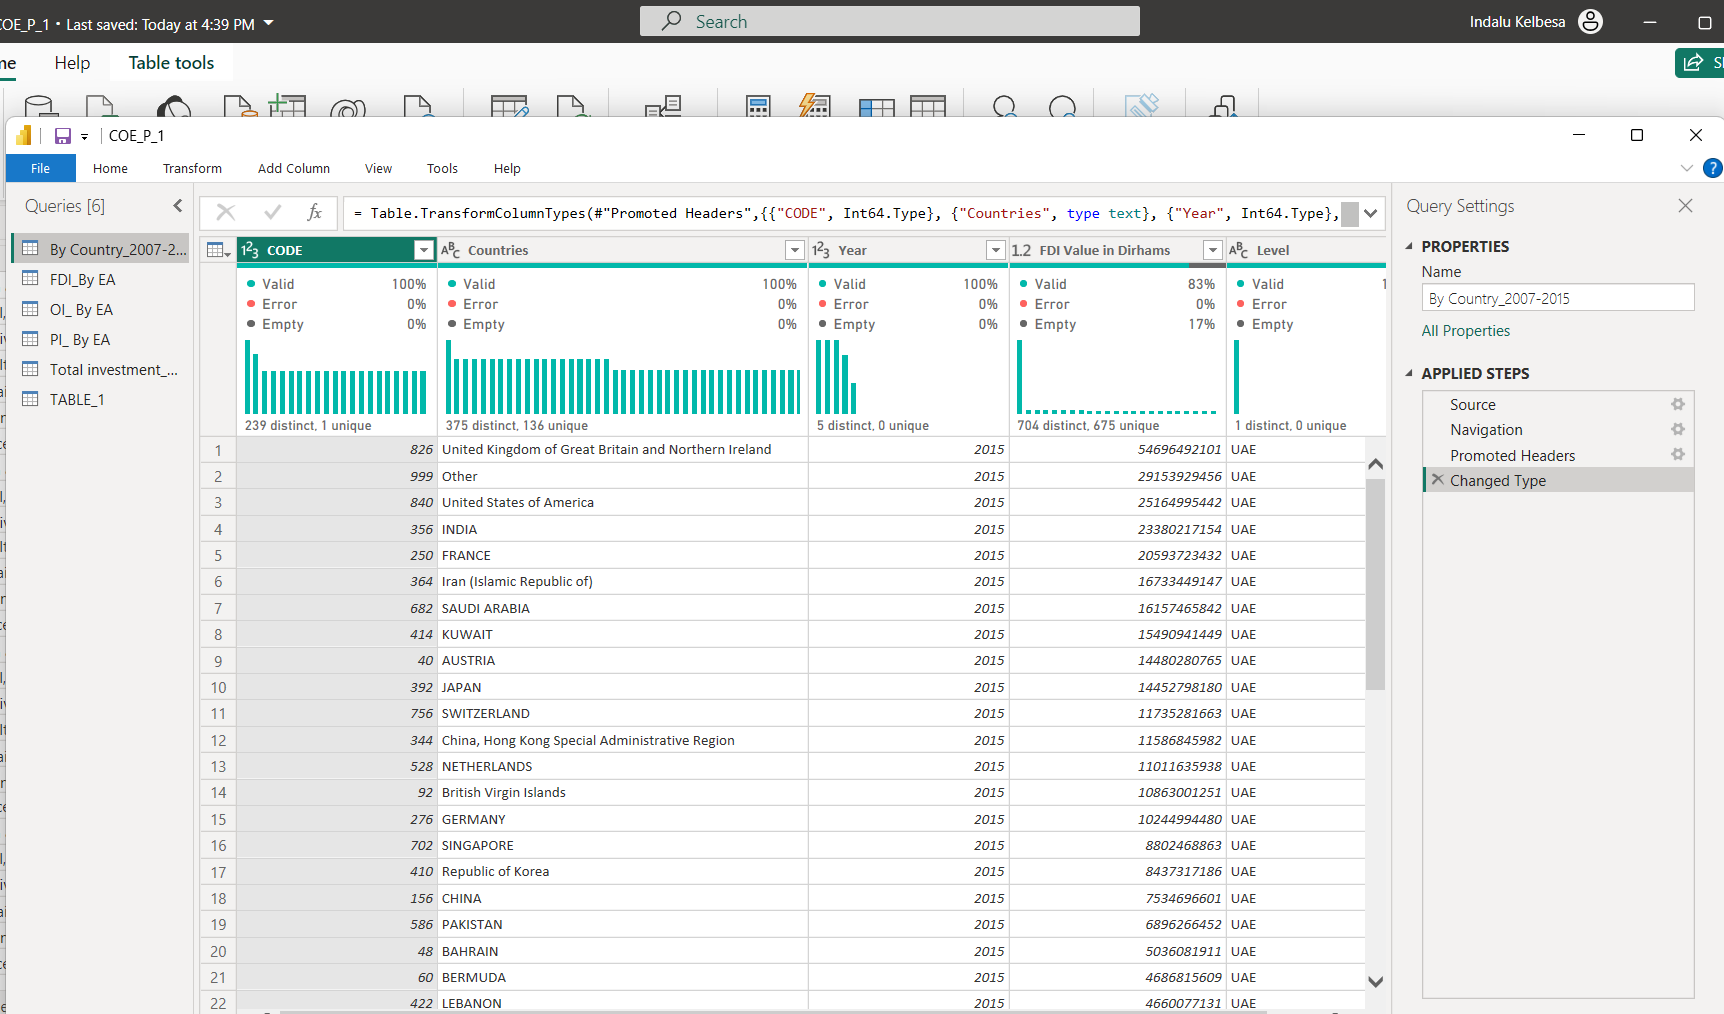 COE_P_1 • Last saved: Today at 4:39 PM
Search
Indalu Kelbesa
Help
Table tools
COE_P_1
File
Home
Transform
Add Column
View
Tools
Help
?
Queries [6]
By Country_2007-2...
FDI_By EA
OI_ By EA
PI_ By EA
Total investment_...
TABLE_1
fx
= Table.TransformColumnTypes(#"Promoted Headers",{{"CODE", Int64.Type}, {"Countries", type text}, {"Year", Int64.Type},
123 CODE ABC Countries 123 Year 1.2 FDI Value in Dirhams ABC Level
Valid 100% Valid 100% Valid 100% Valid 83% Valid 1
Error 0% Error 0% Error 0% Error 0% Error
Empty 0% Empty 0% Empty 0% Empty 17% Empty
239 distinct, 1 unique 375 distinct, 136 unique 5 distinct, 0 unique 704 distinct, 675 unique 1 distinct, 0 unique
1 826 United Kingdom of Great Britain and Northern Ireland 2015 54696492101 UAE
2 999 Other 2015 29153929456 UAE
3 840 United States of America 2015 25164995442 UAE
4 356 INDIA 2015 23380217154 UAE
5 250 FRANCE 2015 20593723432 UAE
6 364 Iran (Islamic Republic of) 2015 16733449147 UAE
7 682 SAUDI ARABIA 2015 16157465842 UAE
8 414 KUWAIT 2015 15490941449 UAE
9 40 AUSTRIA 2015 14480280765 UAE
10 392 JAPAN 2015 14452798180 UAE
11 756 SWITZERLAND 2015 11735281663 UAE
12 344 China, Hong Kong Special Administrative Region 2015 11586845982 UAE
13 528 NETHERLANDS 2015 11011635938 UAE
14 92 British Virgin Islands 2015 10863001251 UAE
15 276 GERMANY 2015 10244994480 UAE
16 702 SINGAPORE 2015 8802468863 UAE
17 410 Republic of Korea 2015 8437317186 UAE
18 156 CHINA 2015 7534696601 UAE
19 586 PAKISTAN 2015 6896266452 UAE
20 48 BAHRAIN 2015 5036081911 UAE
21 60 BERMUDA 2015 4686815609 UAE
22 422 LEBANON 2015 4660077131 UAE
Query Settings
PROPERTIES
Name
By Country_2007-2015
All Properties
APPLIED STEPS
Source
Navigation
Promoted Headers
Changed Type